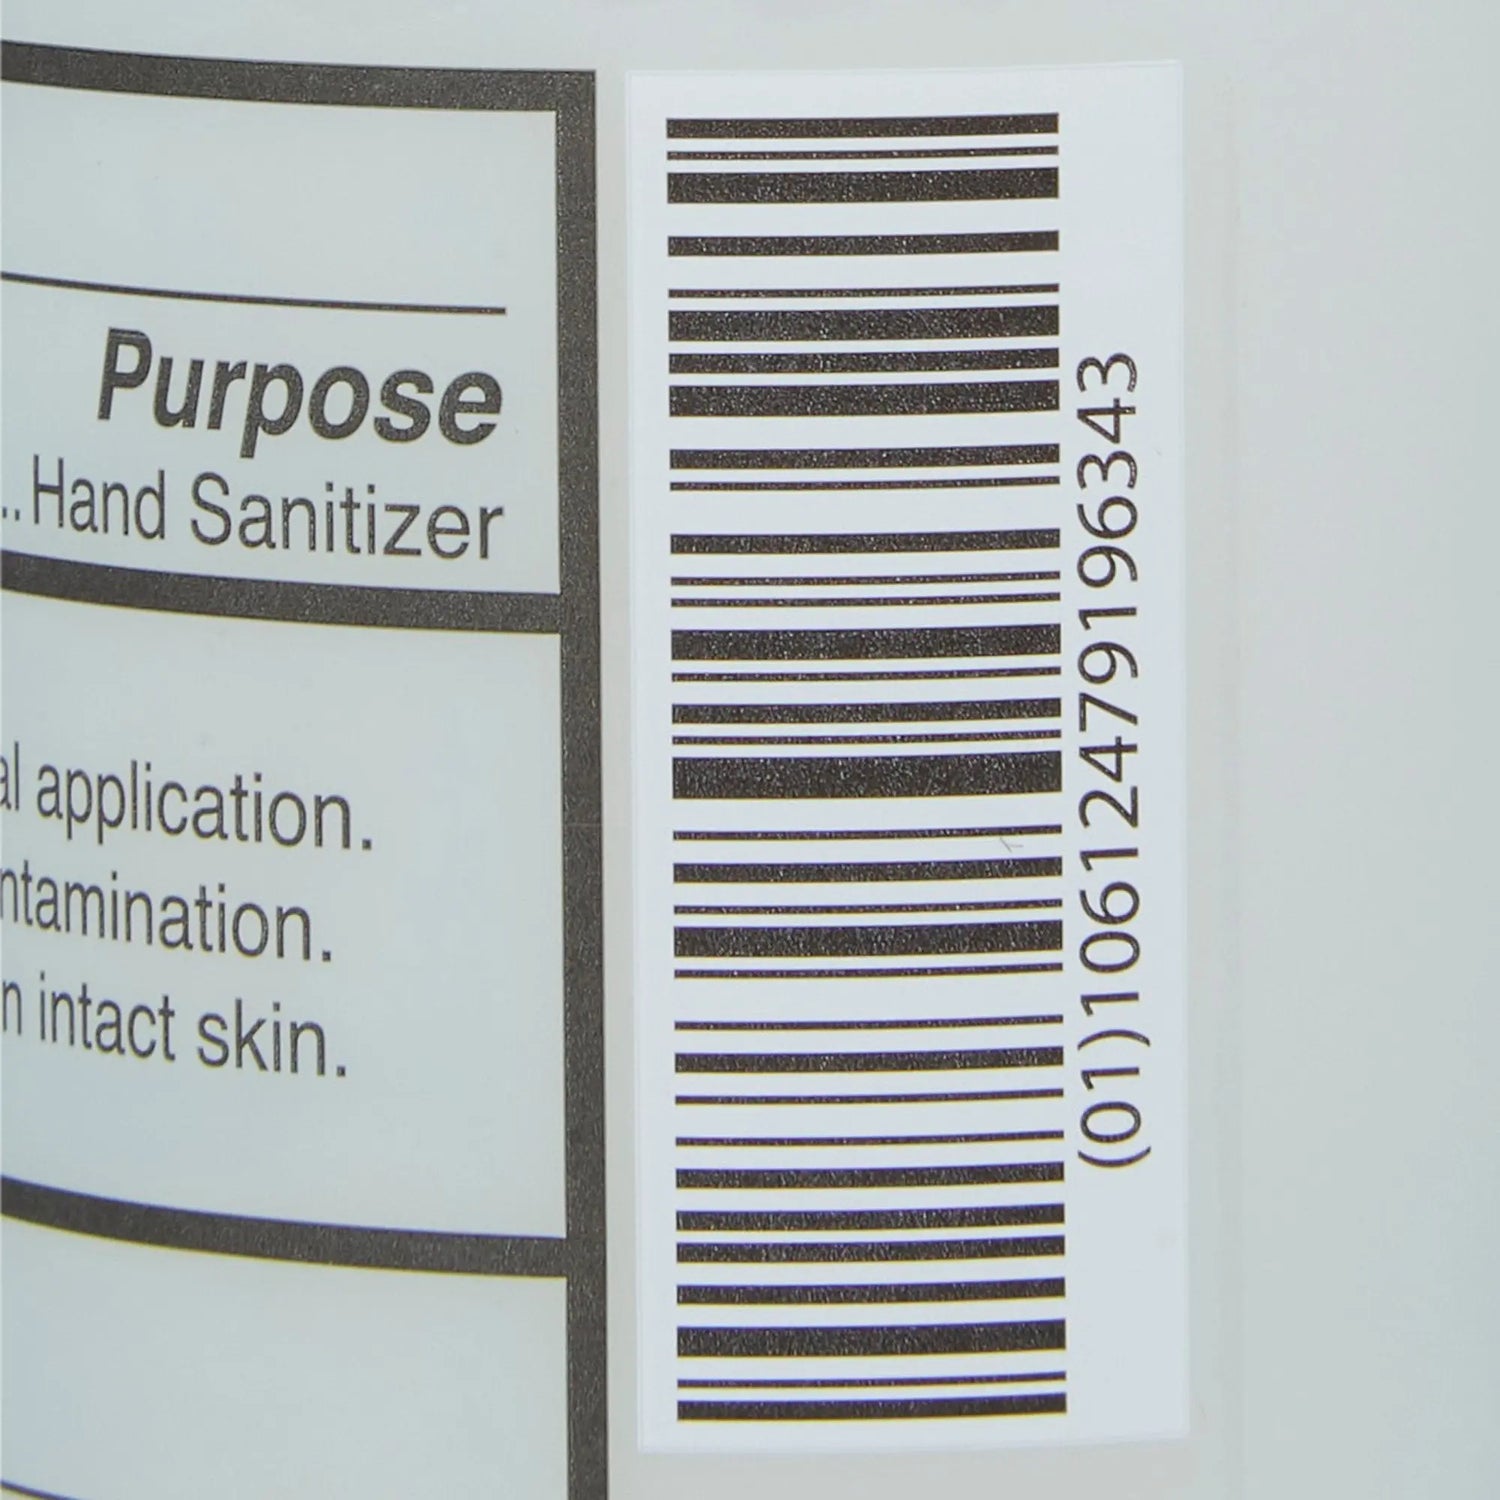 Purpose
..Hand Sanitizer
al application.
ntamination.
n intact skin.
(01)10612479196343